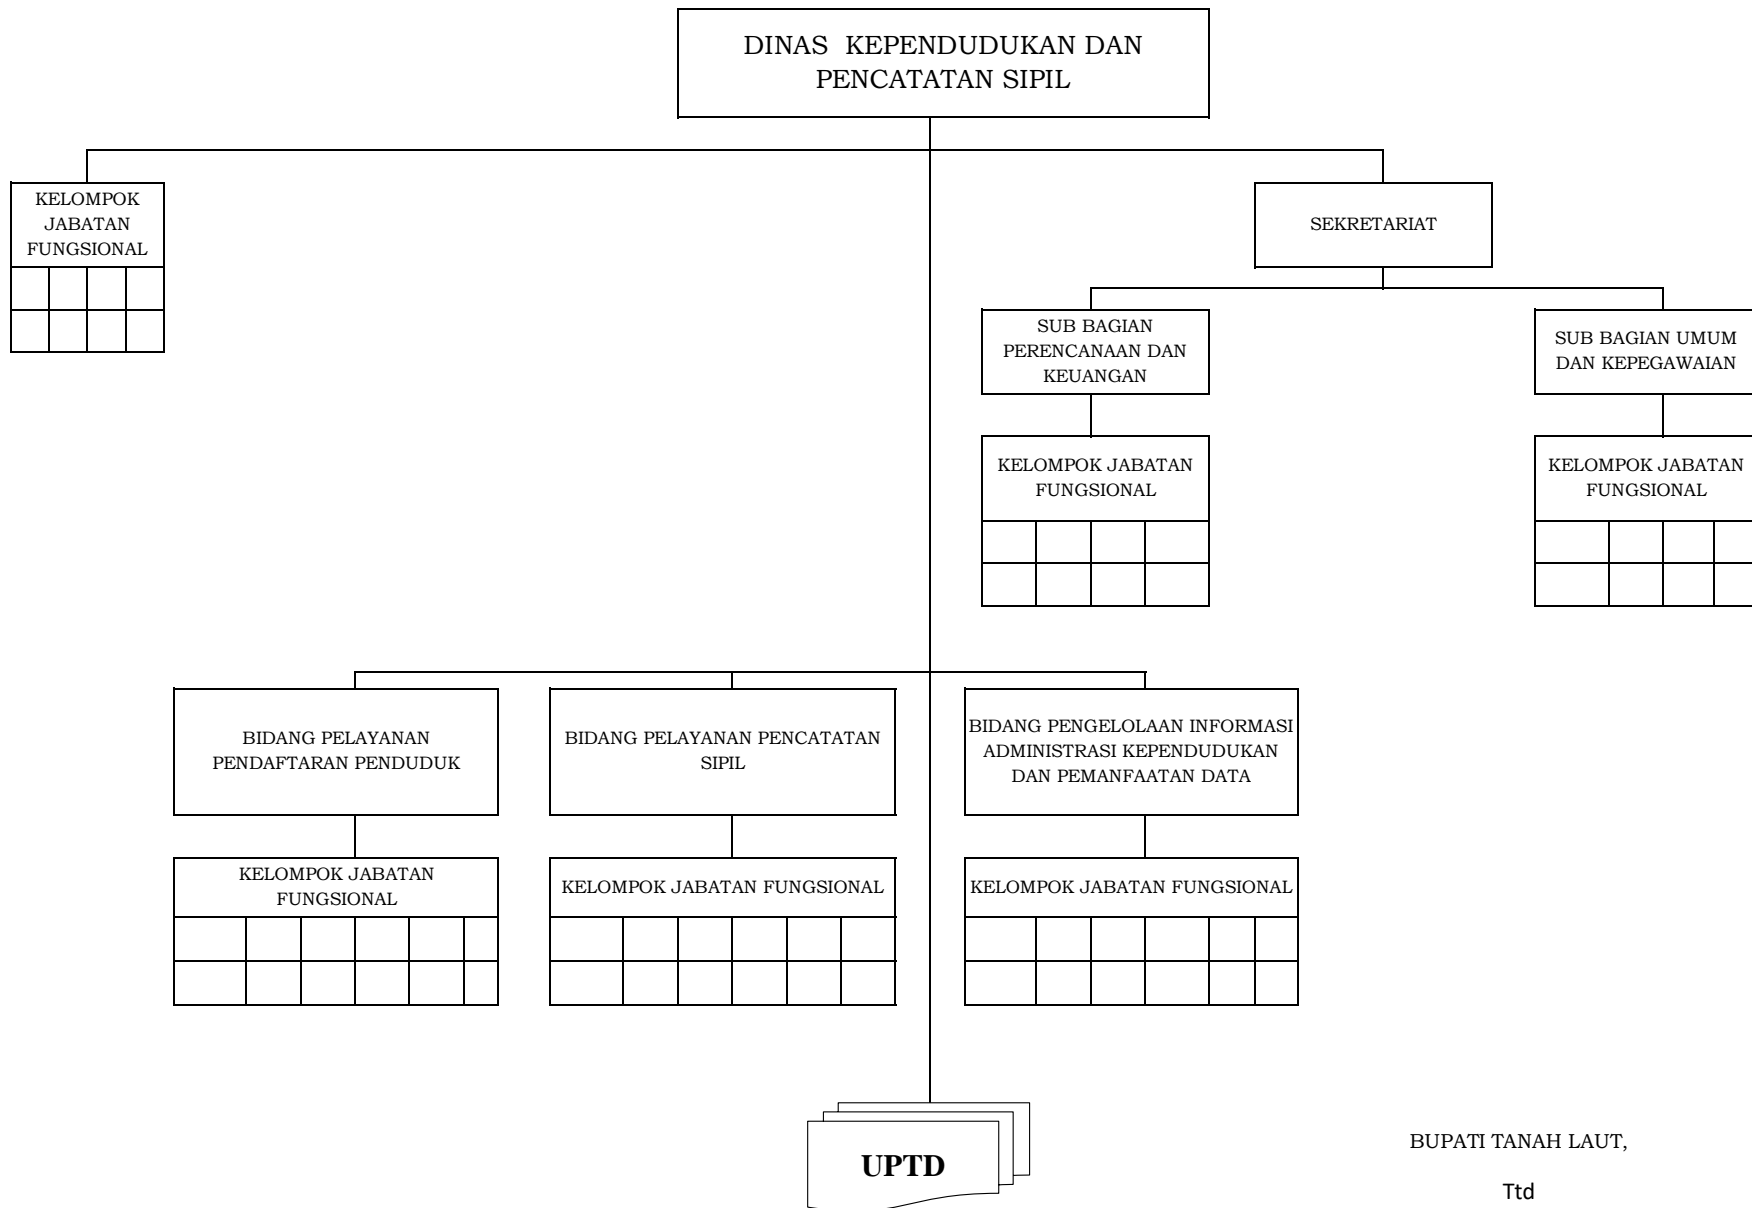 DINAS KEPENDUDUKAN DAN
PENCATATAN SIPIL
KELOMPOK
JABATAN
FUNGSIONAL
SEKRETARIAT
SUB BAGIAN
PERENCANAAN DAN
KEUANGAN
SUB BAGIAN UMUM
DAN KEPEGAWAIAN
KELOMPOK JABATAN
FUNGSIONAL
KELOMPOK JABATAN
FUNGSIONAL
BIDANG PELAYANAN
PENDAFTARAN PENDUDUK
BIDANG PELAYANAN PENCATATAN
SIPIL
BIDANG PENGELOLAAN INFORMASI
ADMINISTRASI KEPENDUDUKAN
DAN PEMANFAATAN DATA
KELOMPOK JABATAN
FUNGSIONAL
KELOMPOK JABATAN FUNGSIONAL
KELOMPOK JABATAN FUNGSIONAL
UPTD
BUPATI TANAH LAUT,
Ttd